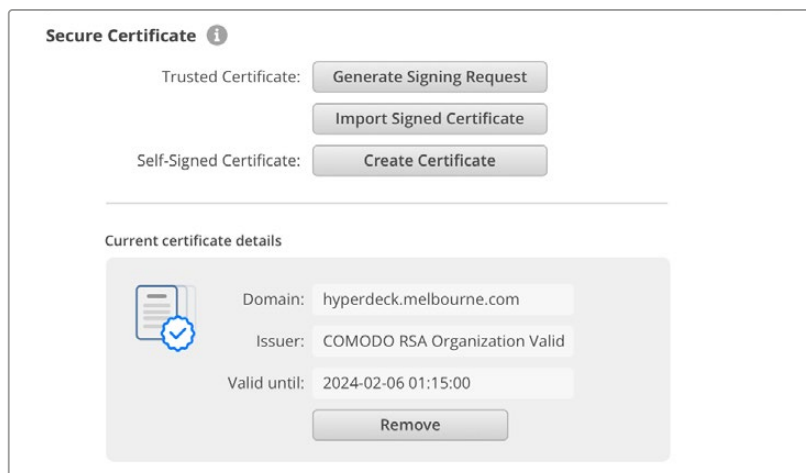 Secure Certificate
Trusted Certificate: Generate Signing Request
Import Signed Certificate
Self-Signed Certificate: Create Certificate
Current certificate details
Domain: hyperdeck.melbourne.com
Issuer: COMODO RSA Organization Valid
Valid until: 2024-02-06 01:15:00
Remove